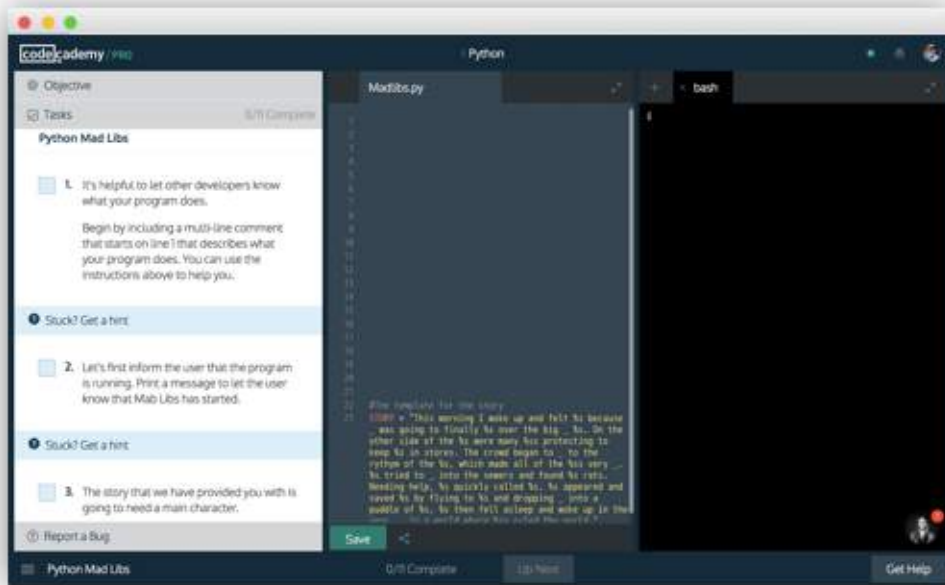 codecademy / PRO
Python
Objective
Madlibs.py
bash
Tasks
0/11 Complete
Python Mad Libs
1. It's helpful to let other developers know
what your program does.
Begin by including a multi-line comment
that starts on line 1 that describes what
your program does. You can use the
instructions above to help you.
Stuck? Get a hint
2. Let's first inform the user that the program
is running. Print a message to let the user
know that Mab Libs has started.
Stuck? Get a hint
3. The story that we have provided you with is
going to need a main character.
Report a Bug
#The template for the story
STORY = "This morning I woke up and felt %s because
_ was going to finally %s over the big _ %s. On the
other side of the %s were many %ss protesting to
keep %s in stores. The crowd began to _ to the
rythym of the %s, which made all of the %ss very _.
%s tried to _ into the sewers and found %s rats.
Needing help, %s quickly called %s. %s appeared and
saved %s by flying to %s and dropping _ into a
puddle of %s. %s then fell asleep and woke up in the
Save
Python Mad Libs
0/11 Complete
Up Next
Get Help